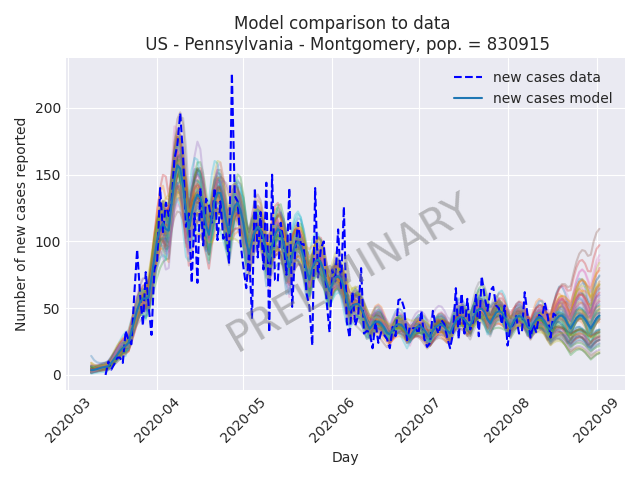 Model comparison to data
US - Pennsylvania - Montgomery, pop. = 830915
new cases data
new cases model
Number of new cases reported
200
150
100
50
0
PRELIMINARY
2020-03
2020-04
2020-05
2020-06
2020-07
2020-08
2020-09
Day